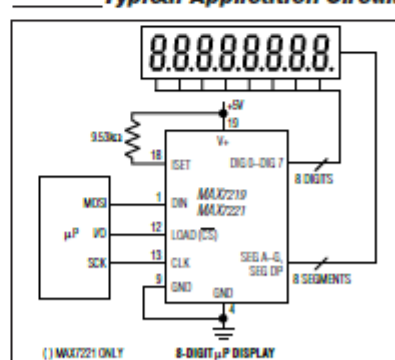 Typical Application Circuit
8.8.8.8.8.8.8.8.
+5V
9.53kΩ
19
V+
18
ISET
DIG 0–DIG 7
8 DIGITS
MOSI
1
DIN
MAX7219
MAX7221
µP
I/O
12
LOAD (CS)
SCK
13
CLK
SEG A–G,
SEG DP
8 SEGMENTS
9
GND
GND
4
( ) MAX7221 ONLY
8-DIGIT µP DISPLAY